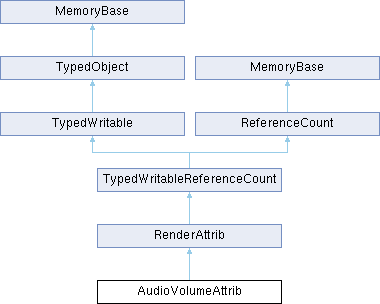 MemoryBase
TypedObject
MemoryBase
TypedWritable
ReferenceCount
TypedWritableReferenceCount
RenderAttrib
AudioVolumeAttrib